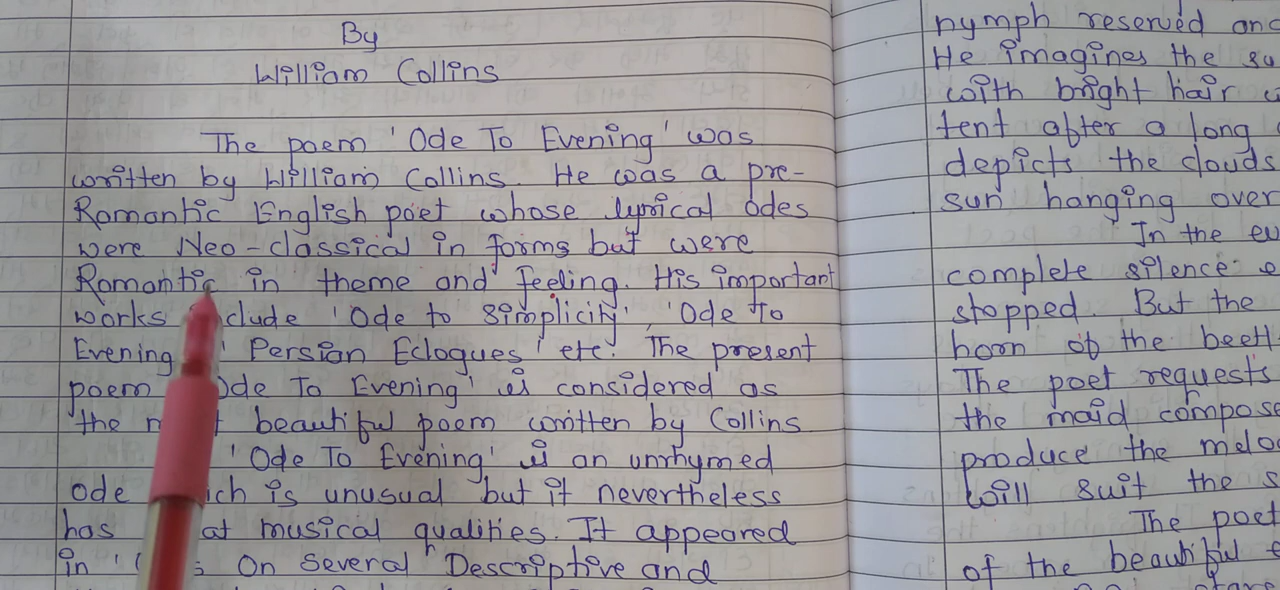 By
William Collins
The poem 'Ode To Evening' was
written by William Collins. He was a pre-
Romantic English poet whose lyrical odes
were Neo-classical in forms but were
Romantic in theme and feeling. His important
works clude 'Ode to Simplicity', 'Ode To
Evening ' Persian Eclogues' etc. The present
poem Ode To Evening' is considered as
the beautiful poem written by Collins
'Ode To Evening' is an unrhymed
ode ich is unusual but it nevertheless
has at musical qualities. It appeared
in On Several Descriptive and
nymph reserved and
He imagines the su
with bright hair
tent after a long
depicts the clouds
sun hanging over
In the ev
complete silence
stopped. But the
horn of the beetl
The poet requests
the maid compos
produce the melo
will suit the s
The poet
of the beautiful